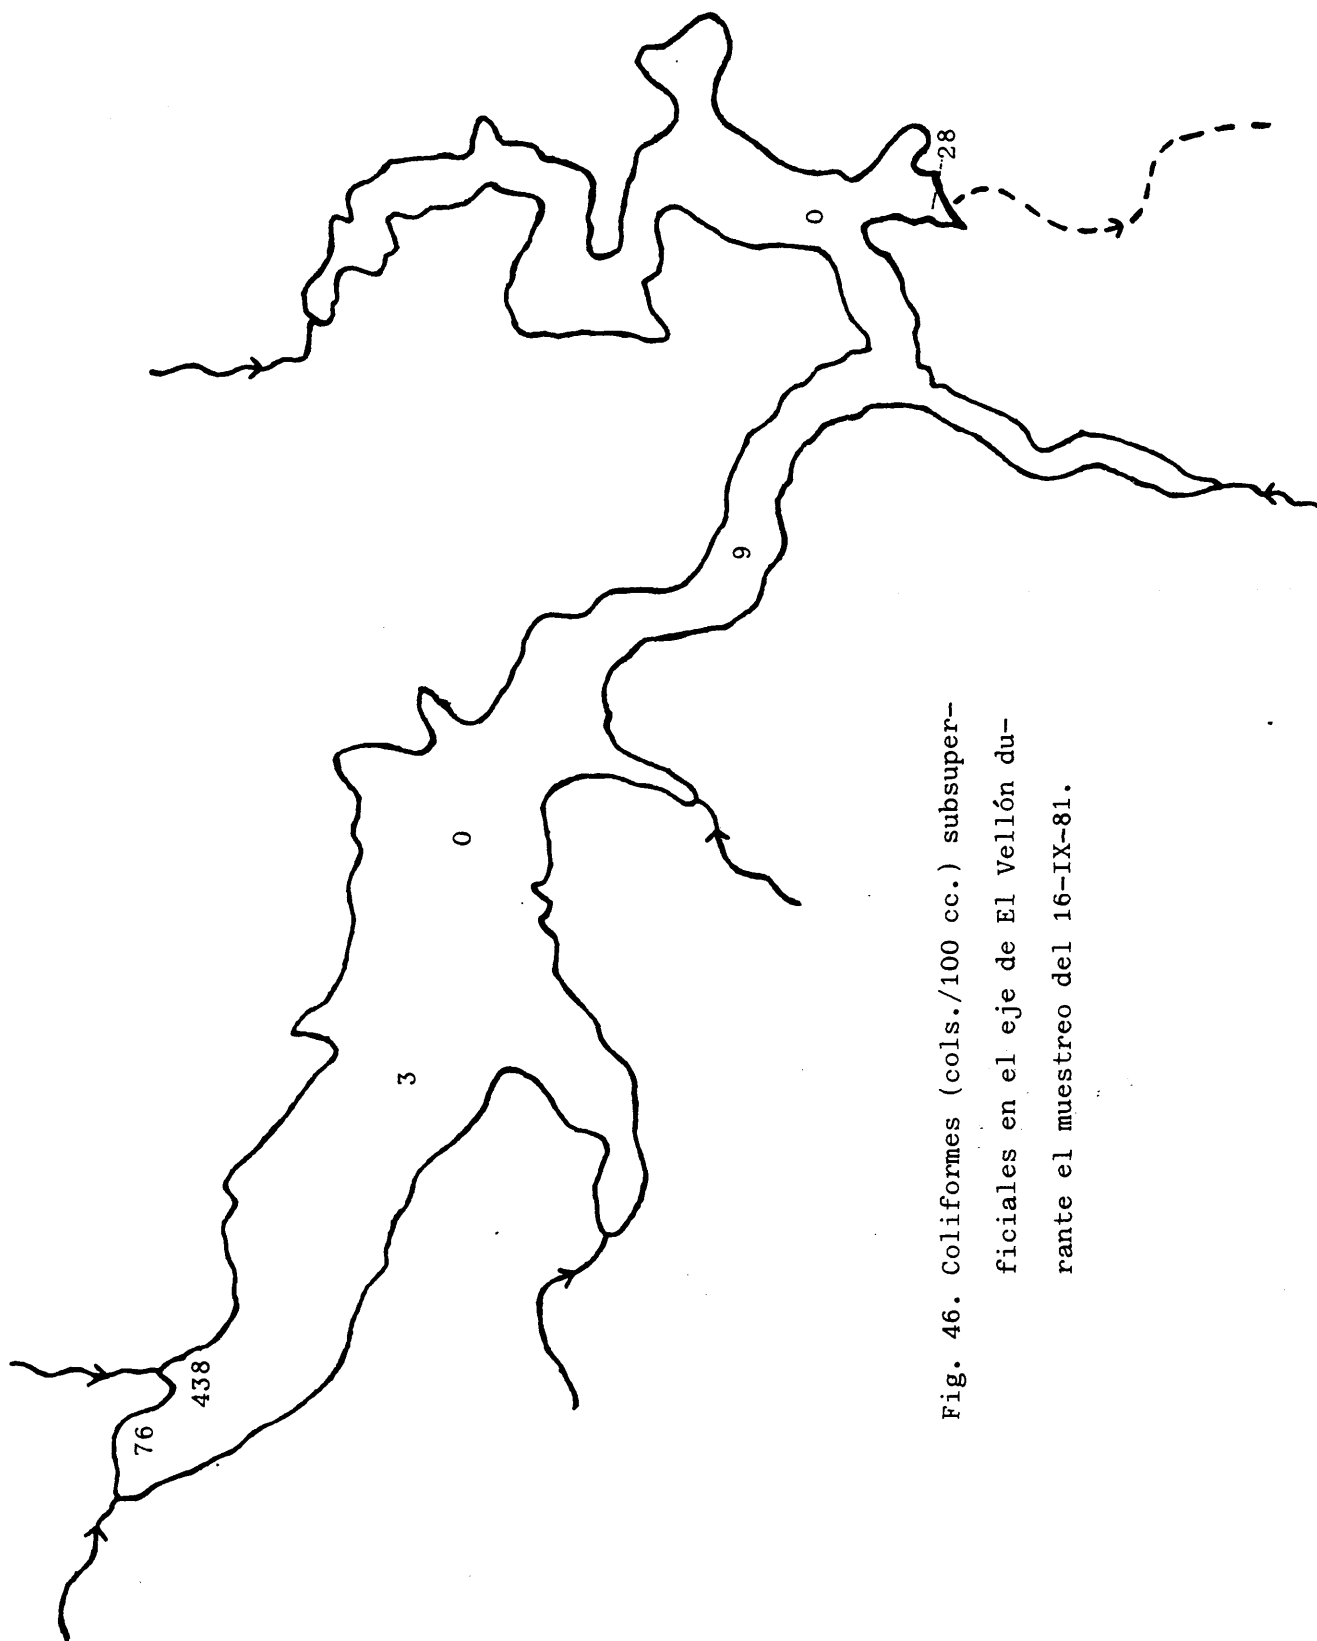 76
438
3
0
9
0
28
Fig. 46. Coliformes (cols./100 cc.) subsuper-
ficiales en el eje de El Vellón du-
rante el muestreo del 16-IX-81.